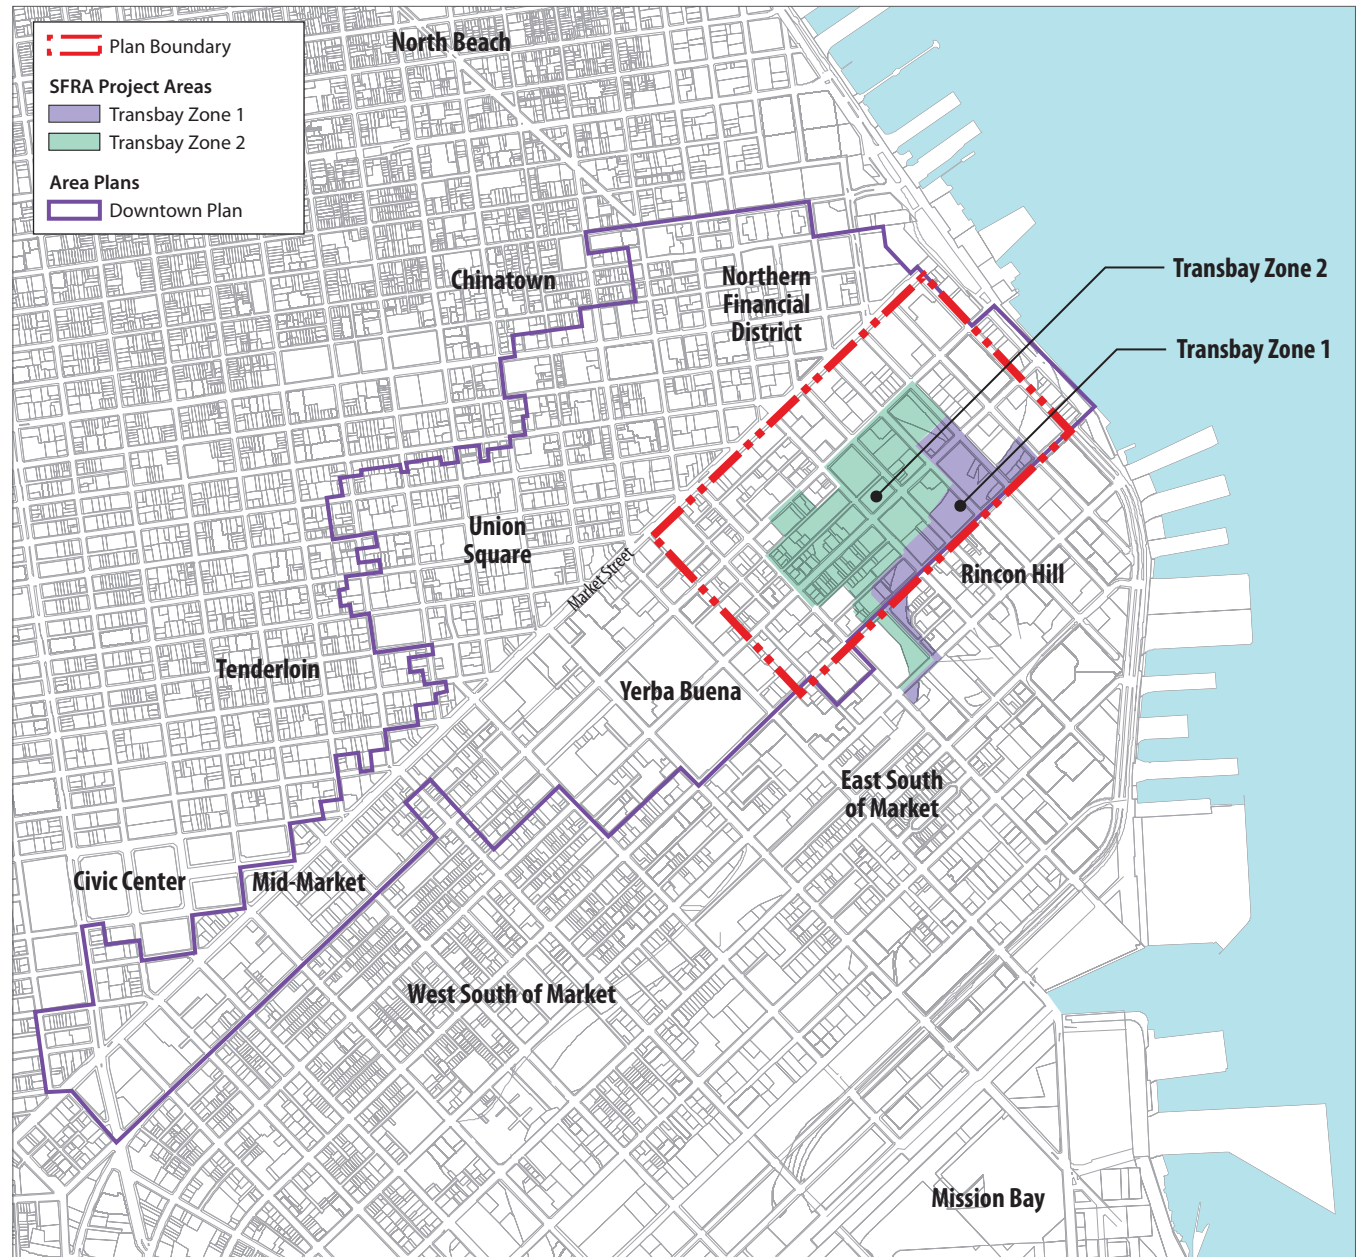 Plan Boundary
SFRA Project Areas
Transbay Zone 1
Transbay Zone 2
Area Plans
Downtown Plan
North Beach
Chinatown
Northern
Financial
District
Transbay Zone 2
Transbay Zone 1
Union
Square
Market Street
Rincon Hill
Tenderloin
Yerba Buena
East South
of Market
Civic Center
Mid-Market
West South of Market
Mission Bay